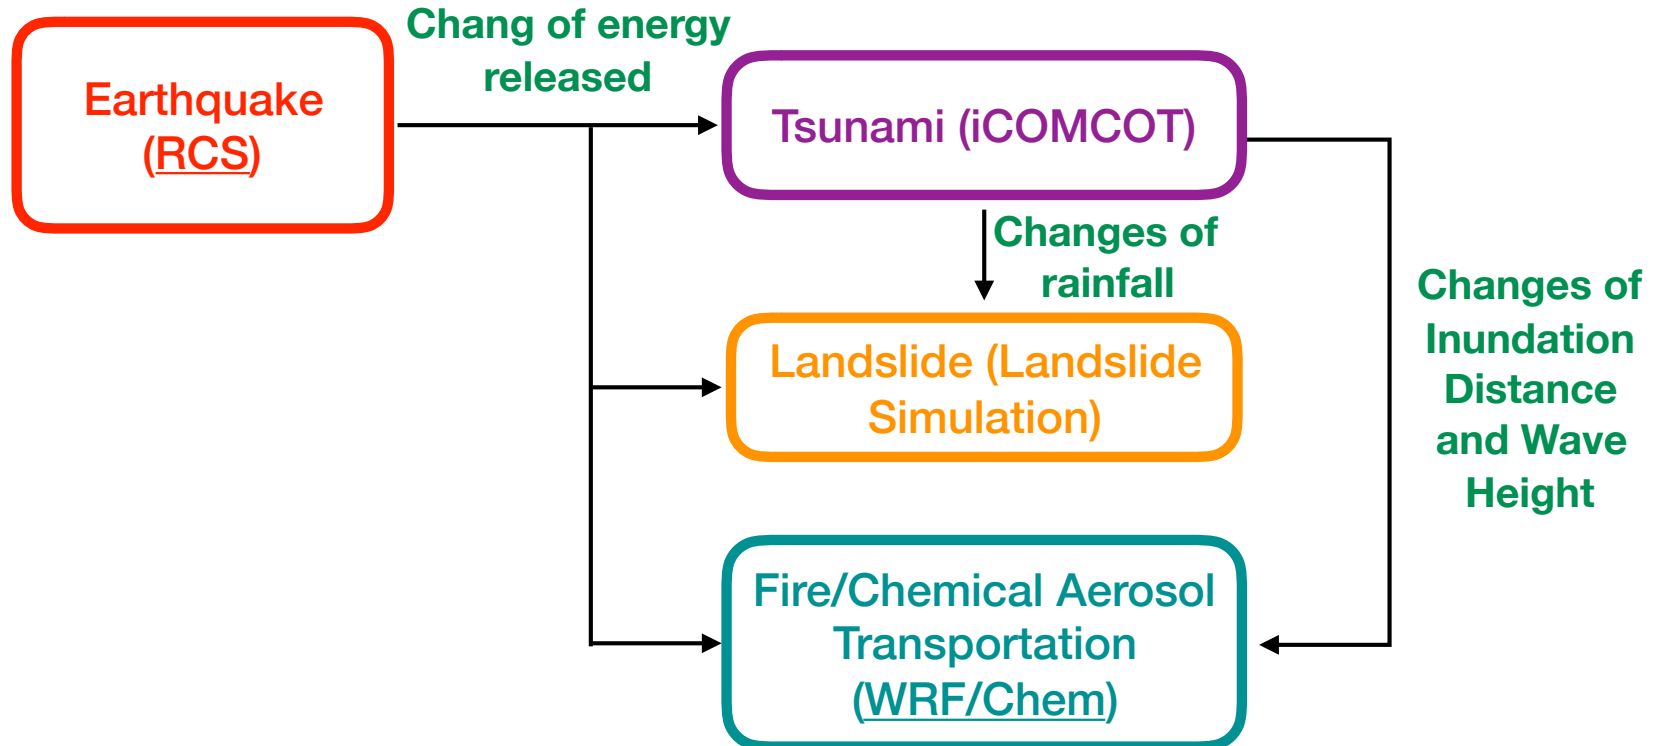 Chang of energy
released
Earthquake
(RCS)
Tsunami (iCOMCOT)
Changes of
rainfall
Landslide (Landslide
Simulation)
Changes of
Inundation
Distance
and Wave
Height
Fire/Chemical Aerosol
Transportation
(WRF/Chem)